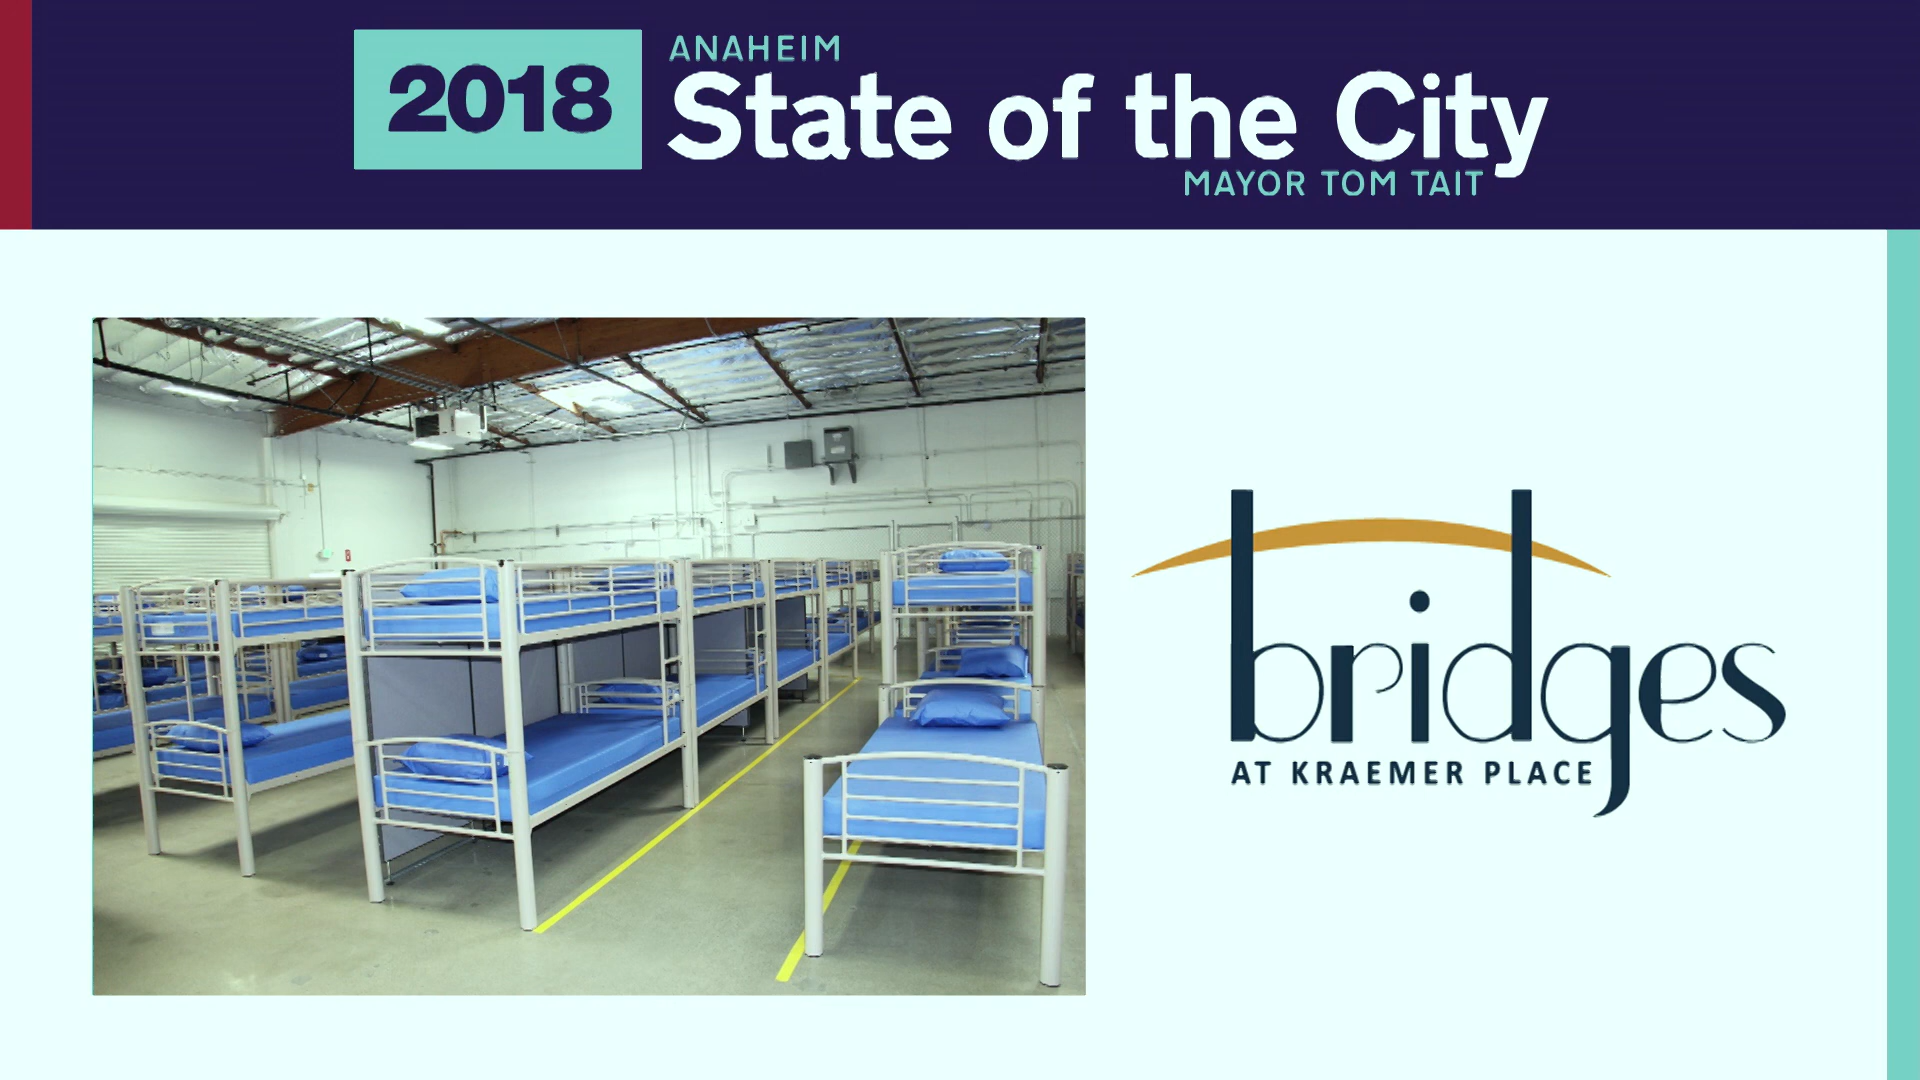 2018
ANAHEIM
State of the City
MAYOR TOM TAIT
bridges
AT KRAEMER PLACE